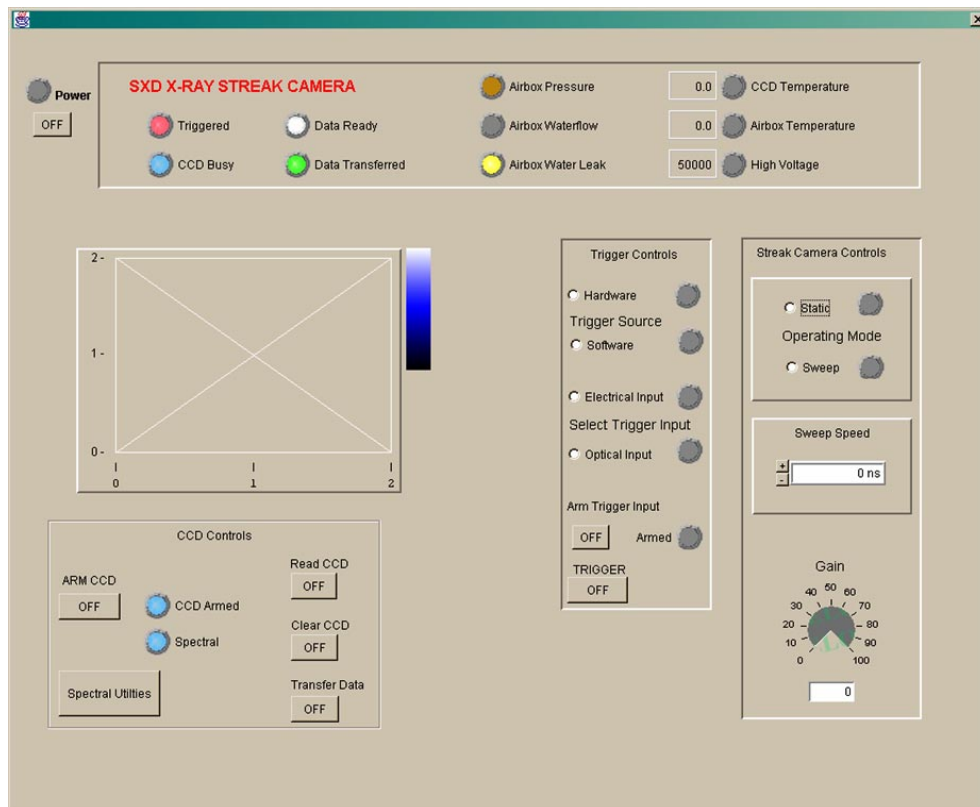 Power
OFF
SXD X-RAY STREAK CAMERA
Triggered
Data Ready
CCD Busy
Data Transferred
Airbox Pressure
Airbox Waterflow
Airbox Water Leak
0.0 CCD Temperature
0.0 Airbox Temperature
50000 High Voltage
2-
1-
0-
0 1 2
CCD Controls
ARM CCD
OFF
CCD Armed
Spectral
Spectral Utilties
Read CCD
OFF
Clear CCD
OFF
Transfer Data
OFF
Trigger Controls
Hardware
Trigger Source
Software
Electrical Input
Select Trigger Input
Optical Input
Arm Trigger Input
OFF Armed
TRIGGER
OFF
Streak Camera Controls
Static
Operating Mode
Sweep
Sweep Speed
+
-
0 ns
Gain
0 10 20 30 40 50 60 70 80 90 100
0